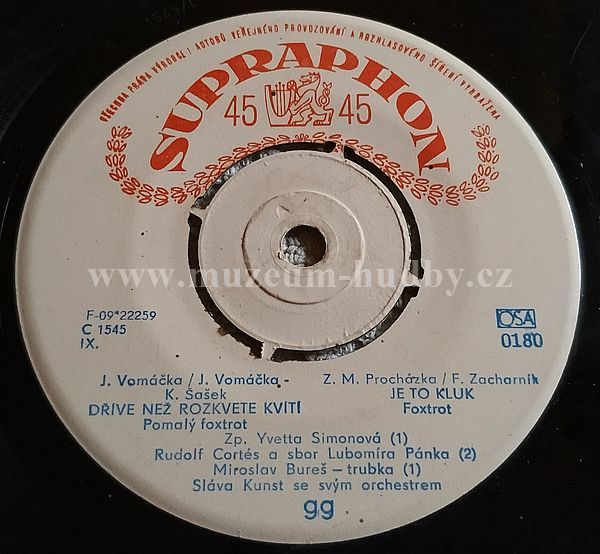 VŠECHNA PRÁVA VÝROBCE I AUTORŮ VEŘEJNÉHO PROVOZOVÁNÍ A ROZHLASOVÉHO ŠÍŘENÍ VYHRAŽENA
SUPRAPHON
45 45
www.muzeum-hudby.cz
F-09*22259
C 1545
IX.
OSA
0180
J. Vomáčka / J. Vomáčka -
K. Šašek
DŘÍVE NEŽ ROZKVETE KVÍTÍ
Pomalý foxtrot
Z. M. Procházka / F. Zacharník
JE TO KLUK
Foxtrot
Zp. Yvetta Simonová (1)
Rudolf Cortés a sbor Lubomíra Pánka (2)
Miroslav Bureš – trubka (1)
Sláva Kunst se svým orchestrem
gg